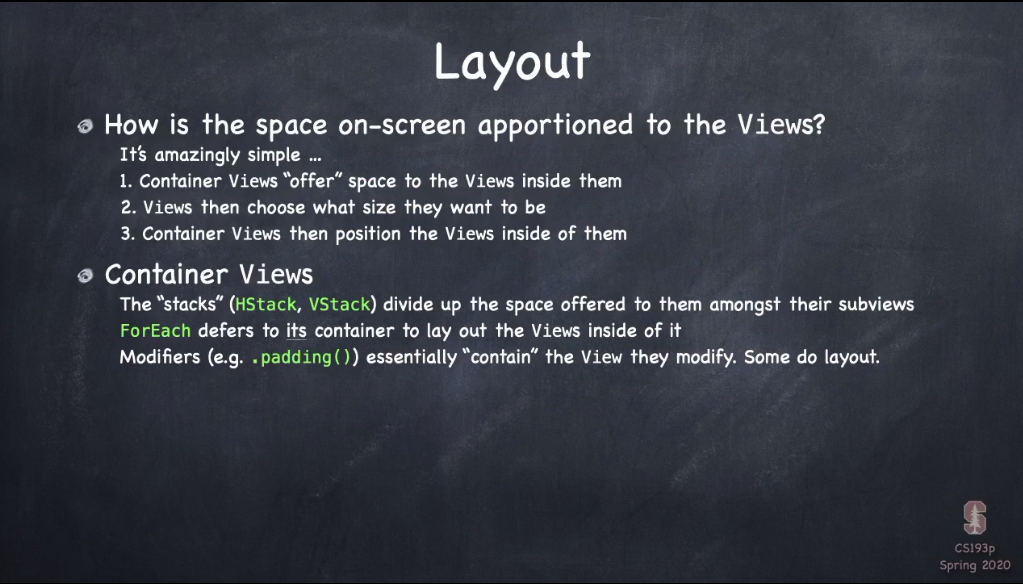 Layout
How is the space on-screen apportioned to the Views?
It's amazingly simple …
1. Container Views “offer” space to the Views inside them
2. Views then choose what size they want to be
3. Container Views then position the Views inside of them
Container Views
The “stacks” (HStack, VStack) divide up the space offered to them amongst their subviews
ForEach defers to its container to lay out the Views inside of it
Modifiers (e.g. .padding()) essentially “contain” the View they modify. Some do layout.
S
CS193p
Spring 2020